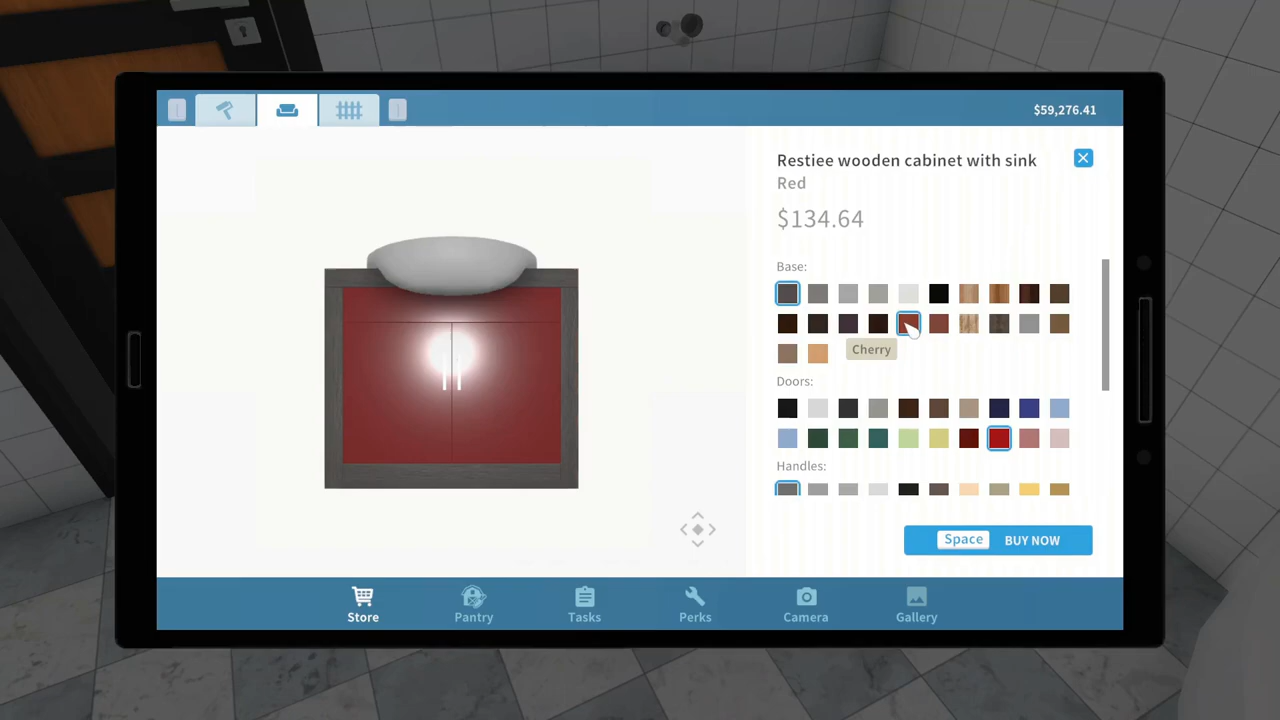 $59,276.41
Restiee wooden cabinet with sink
Red
$134.64
Base:
Cherry
Doors:
Handles:
Space BUY NOW
Store Pantry Tasks Perks Camera Gallery